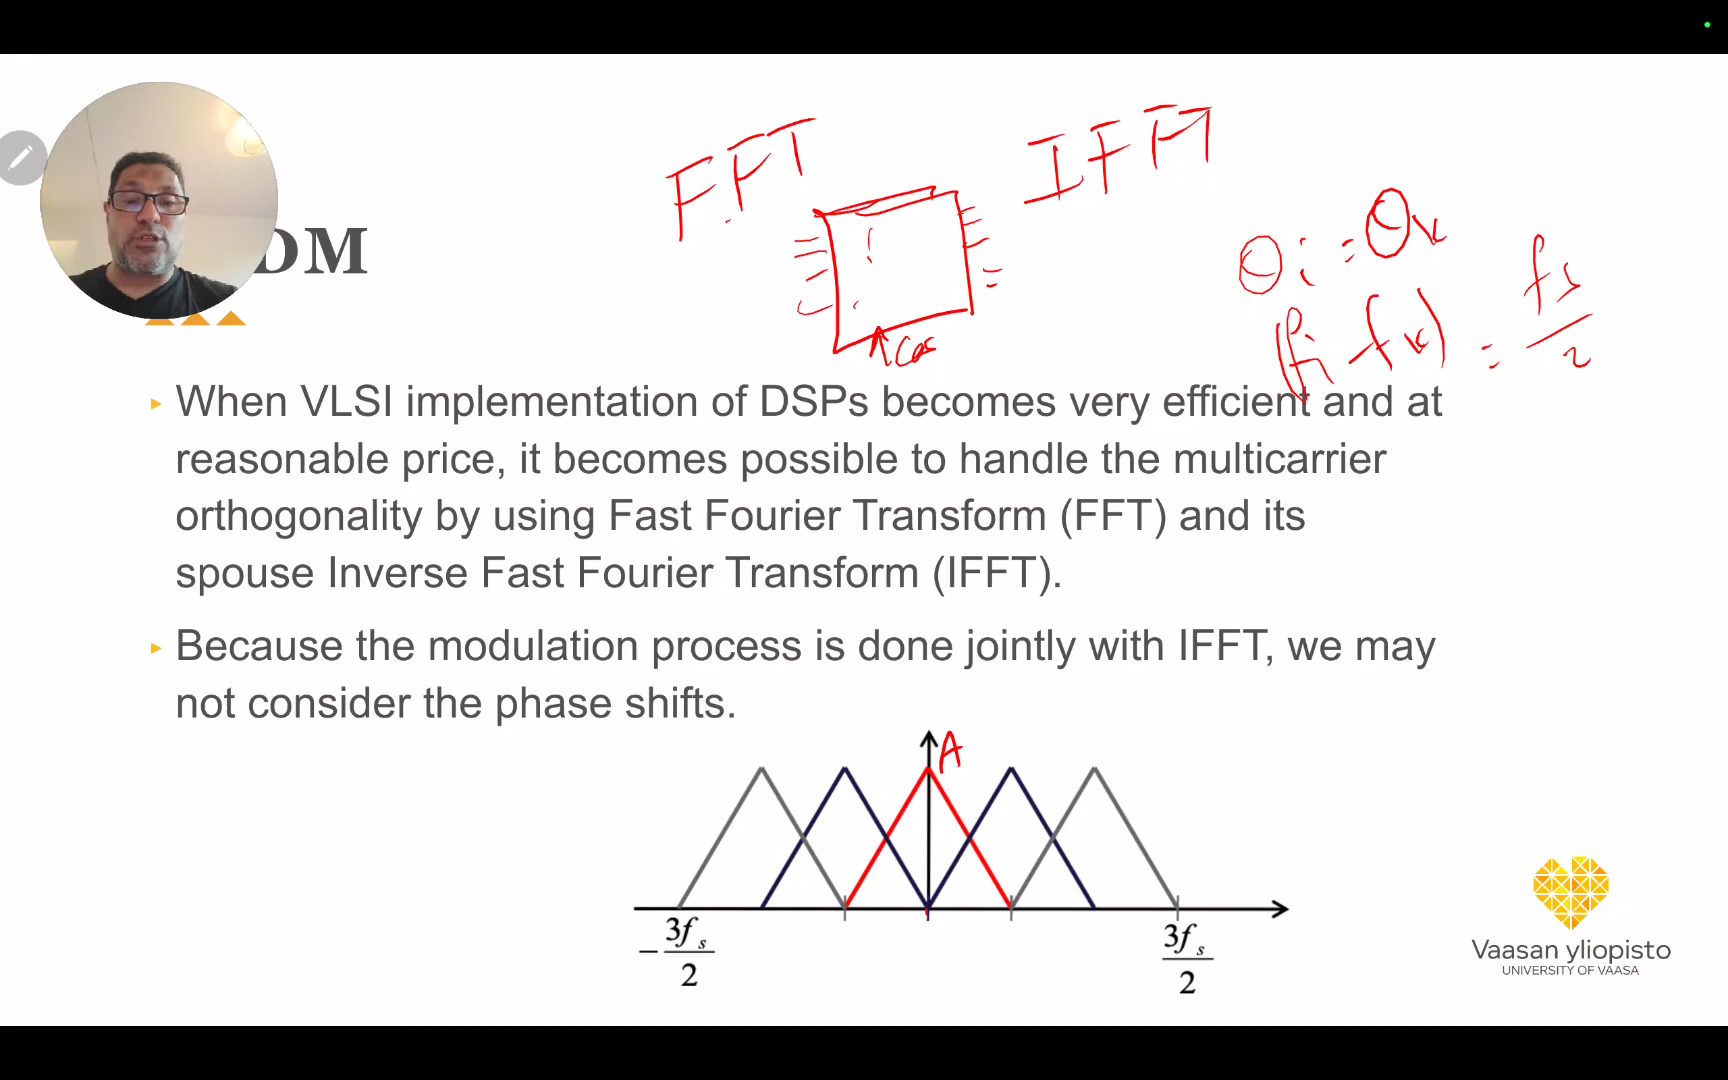 FFT
IFFT
θi = θk
(fi - fk) = fs/2
cos
DM
When VLSI implementation of DSPs becomes very efficient and at
reasonable price, it becomes possible to handle the multicarrier
orthogonality by using Fast Fourier Transform (FFT) and its
spouse Inverse Fast Fourier Transform (IFFT).
Because the modulation process is done jointly with IFFT, we may
not consider the phase shifts.
A
-3fs/2
3fs/2
Vaasan yliopisto
UNIVERSITY OF VAASA